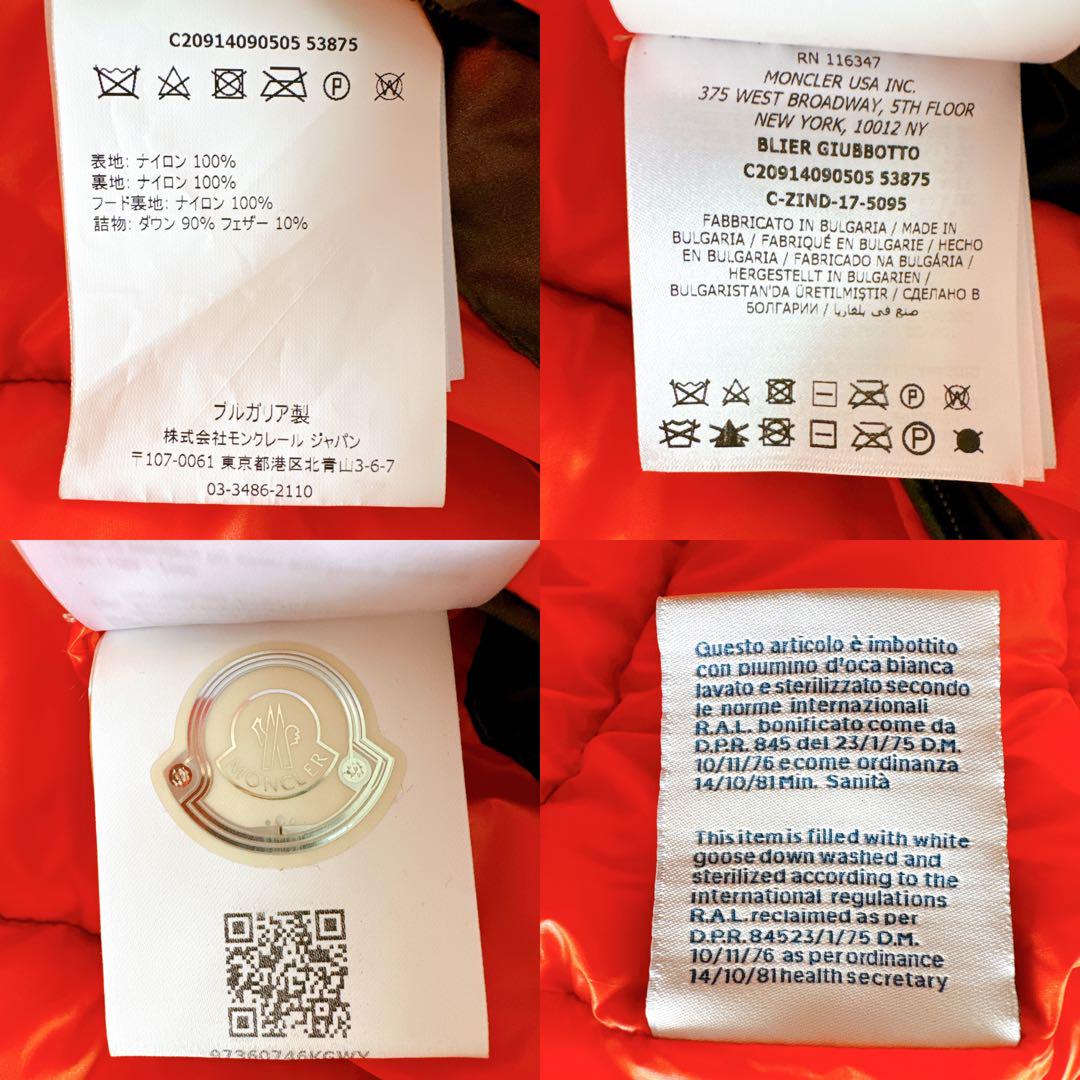 C20914090505 53875
表地: ナイロン 100%
裏地: ナイロン 100%
フード裏地: ナイロン 100%
詰物: ダウン 90% フェザー 10%
ブルガリア製
株式会社モンクレール ジャパン
〒107-0061 東京都港区北青山3-6-7
03-3486-2110
RN 116347
MONCLER USA INC.
375 WEST BROADWAY, 5TH FLOOR
NEW YORK, 10012 NY
BLIER GIUBBOTTO
C20914090505 53875
C-ZIND-17-5095
FABBRICATO IN BULGARIA / MADE IN
BULGARIA / FABRIQUÉ EN BULGARIE / HECHO
EN BULGARIA / FABRICADO NA BULGÁRIA /
HERGESTELLT IN BULGARIEN /
BULGARISTAN'DA ÜRETILMIŞTIR / СДЕЛАНО В
БОЛГАРИИ / صنع في بلغاريا
MONCLER
97360746KGWX
Questo articolo è imbottito
con piumino d'oca bianca
lavato e sterilizzato secondo
le norme internazionali
R.A.L. bonificato come da
D.P.R. 845 del 23/1/75 D.M.
10/11/76 e come ordinanza
14/10/81 Min. Sanità
This item is filled with white
goose down washed and
sterilized according to the
international regulations
R.A.L. reclaimed as per
D.P.R. 84523/1/75 D.M.
10/11/76 as per ordinance
14/10/81 health secretary